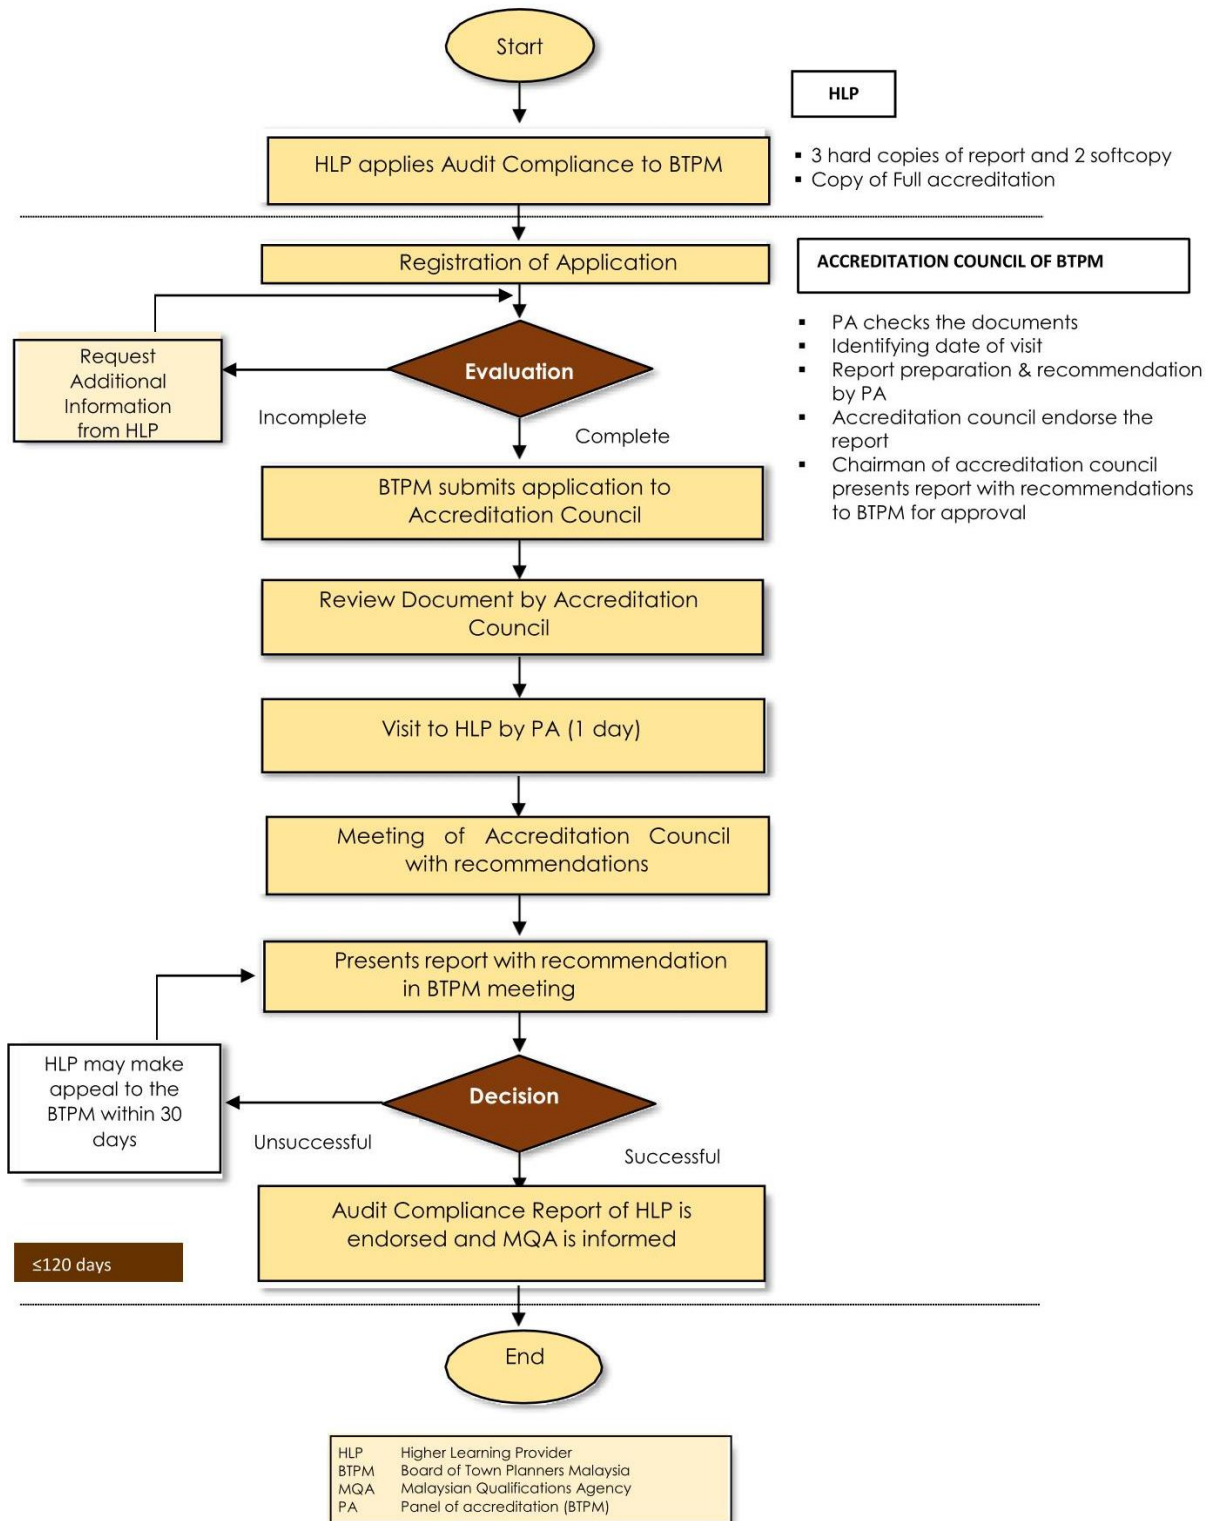 Start
HLP
HLP applies Audit Compliance to BTPM
▪ 3 hard copies of report and 2 softcopy
▪ Copy of Full accreditation
Registration of Application
ACCREDITATION COUNCIL OF BTPM
▪ PA checks the documents
▪ Identifying date of visit
▪ Report preparation & recommendation
by PA
▪ Accreditation council endorse the
report
▪ Chairman of accreditation council
presents report with recommendations
to BTPM for approval
Request
Additional
Information
from HLP
Evaluation
Incomplete
Complete
BTPM submits application to
Accreditation Council
Review Document by Accreditation
Council
Visit to HLP by PA (1 day)
Meeting of Accreditation Council
with recommendations
Presents report with recommendation
in BTPM meeting
HLP may make
appeal to the
BTPM within 30
days
Decision
Unsuccessful
Successful
Audit Compliance Report of HLP is
endorsed and MQA is informed
≤120 days
End
HLP Higher Learning Provider
BTPM Board of Town Planners Malaysia
MQA Malaysian Qualifications Agency
PA Panel of accreditation (BTPM)